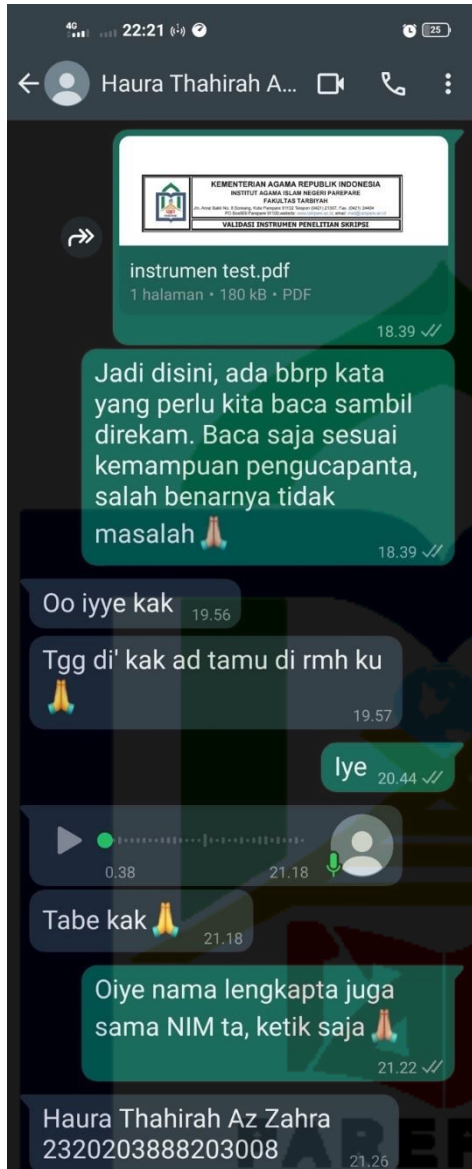 4G
22:21
25
Haura Thahirah A...
KEMENTERIAN AGAMA REPUBLIK INDONESIA
INSTITUT AGAMA ISLAM NEGERI PAREPARE
FAKULTAS TARBIYAH
VALIDASI INSTRUMEN PENELITIAN SKRIPSI
instrumen test.pdf
1 halaman • 180 kB • PDF
18.39
Jadi disini, ada bbrp kata
yang perlu kita baca sambil
direkam. Baca saja sesuai
kemampuan pengucapanta,
salah benarnya tidak
masalah🙏
18.39
Oo iyye kak
19.56
Tgg di' kak ad tamu di rmh ku
🙏
19.57
Iye
20.44
0.38
21.18
Tabe kak🙏
21.18
Oiye nama lengkapta juga
sama NIM ta, ketik saja🙏
21.22
Haura Thahirah Az Zahra
2320203888203008
21.26